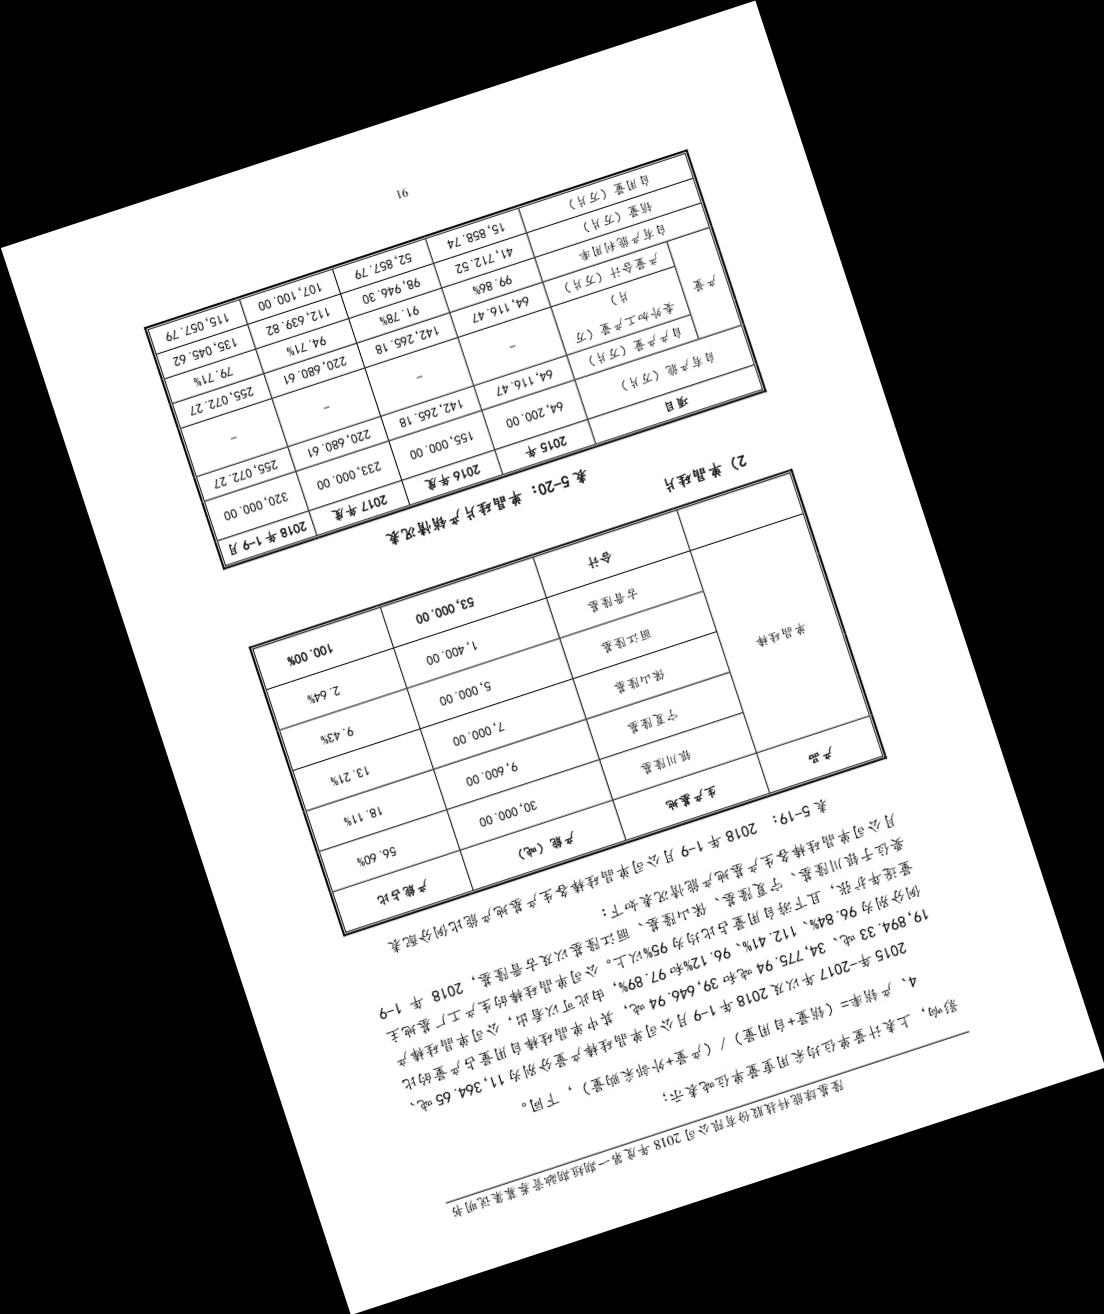 隆基绿能科技股份有限公司 2018 年度第一期短期融资券募集说明书
影响，上表计量单位均采用重量单位吨表示；
4、产销率=（销量+自用量）/（产量+外部采购量），下同。
2015 年—2017 年以及 2018 年 1-9 月公司单晶硅棒产量分别为 11,364.65 吨、
19,894.33 吨、34,775.94 吨和 39,646.94 吨，其中单晶硅棒自用量占产量的比
例分别为 96.84%、112.41%、96.12%和 97.89%，由此可以看出，公司单晶硅棒产
量逐年扩张，且下游自用量占比均为 95%以上。公司单晶硅棒的生产工厂基地主
要位于银川隆基、宁夏隆基、保山隆基、丽江隆基以及古晋隆基，2018 年 1-9
月公司单晶硅棒各生产基地产能情况表如下：
表 5-19： 2018 年 1-9 月公司单晶硅棒各生产基地产能比例分配表
产品 生产基地 产能（吨） 产能占比
单晶硅棒 银川隆基 30,000.00 56.60%
宁夏隆基 9,600.00 18.11%
保山隆基 7,000.00 13.21%
丽江隆基 5,000.00 9.43%
古晋隆基 1,400.00 2.64%
合计 53,000.00 100.00%
2）单晶硅片
表 5-20：单晶硅片产销情况表
项目 2015 年 2016 年度 2017 年度 2018 年 1-9 月
自有产能（万片） 64,200.00 155,000.00 233,000.00 320,000.00
产量 自产产量（万片） 64,116.47 142,265.18 220,680.61 255,072.27
委外加工产量（万片） - - - -
产量合计（万片） 64,116.47 142,265.18 220,680.61 255,072.27
自有产能利用率 99.86% 91.78% 94.71% 79.71%
销量（万片） 41,712.52 98,946.30 112,639.82 135,045.62
自用量（万片） 15,858.74 52,857.79 107,100.00 115,057.79
91